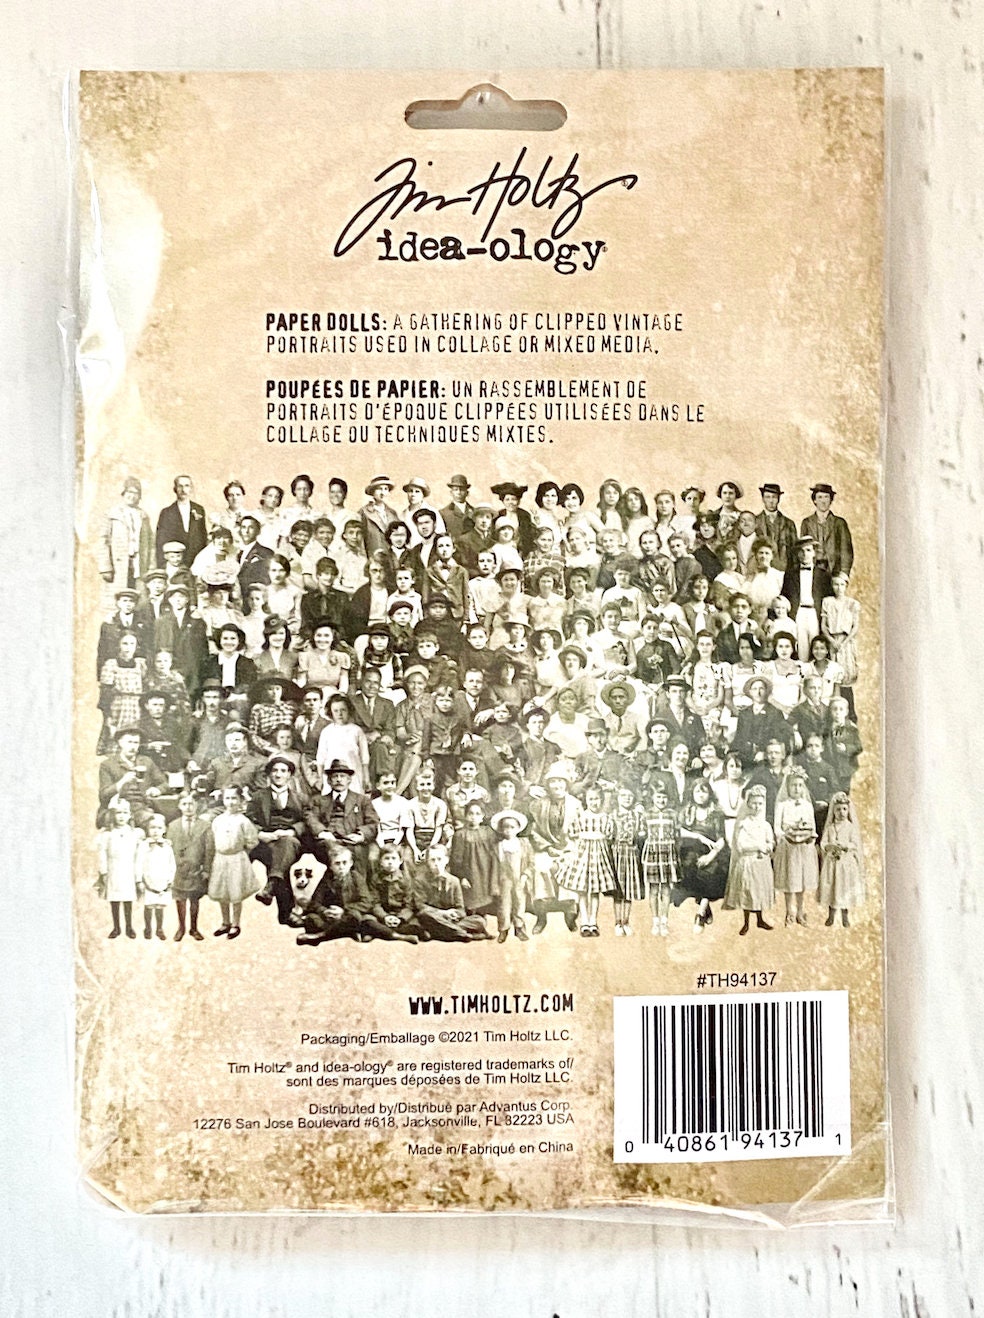 Tim Holtz®
idea-ology®
PAPER DOLLS: A GATHERING OF CLIPPED VINTAGE
PORTRAITS USED IN COLLAGE OR MIXED MEDIA.
POUPÉES DE PAPIER: UN RASSEMBLEMENT DE
PORTRAITS D'ÉPOQUE CLIPPÉES UTILISÉES DANS LE
COLLAGE OU TECHNIQUES MIXTES.
#TH94137
WWW.TIMHOLTZ.COM
Packaging/Emballage ©2021 Tim Holtz LLC.
Tim Holtz® and idea-ology® are registered trademarks of/
sont des marques déposées de Tim Holtz LLC.
Distributed by/Distribué par Advantus Corp.
12276 San Jose Boulevard #618, Jacksonville, FL 32223 USA
Made in/Fabriqué en China
0 40861 94137 1